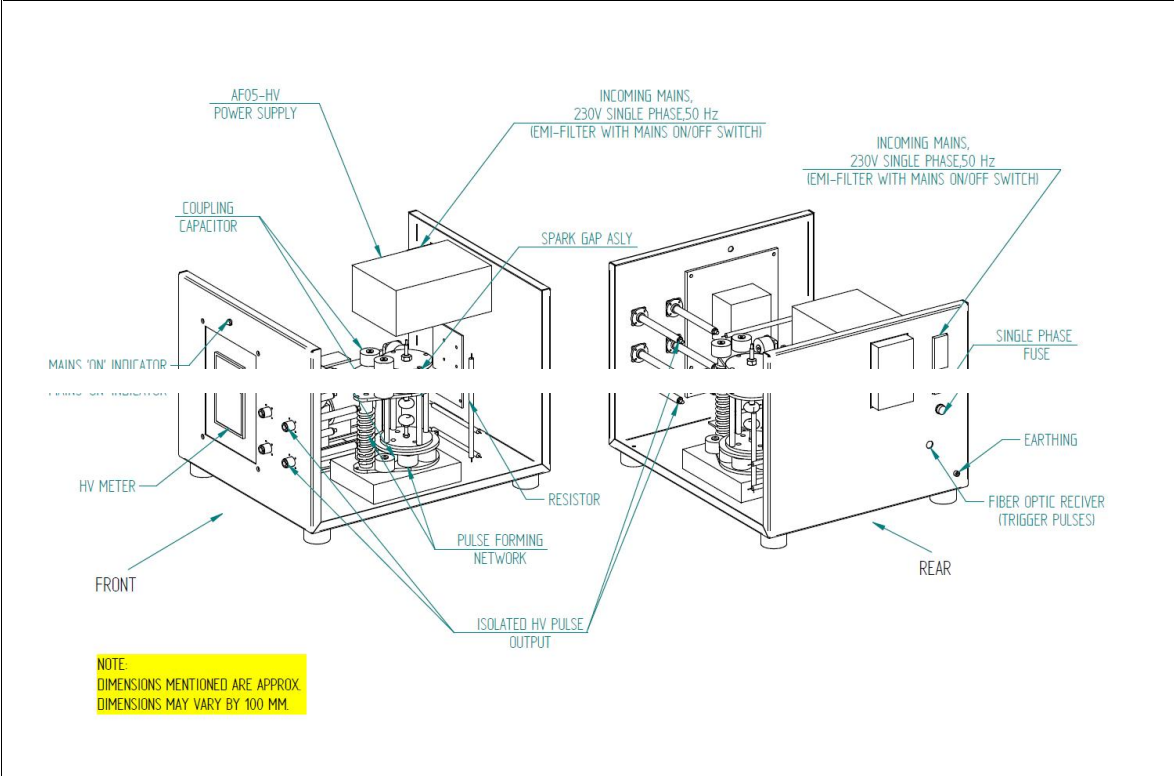 AF05-HV
POWER SUPPLY
INCOMING MAINS,
230V SINGLE PHASE,50 Hz
(EMI-FILTER WITH MAINS ON/OFF SWITCH)
INCOMING MAINS,
230V SINGLE PHASE,50 Hz
(EMI-FILTER WITH MAINS ON/OFF SWITCH)
COUPLING
CAPACITOR
SPARK GAP ASLY
SINGLE PHASE
FUSE
MAINS 'ON' INDICATOR
MAINS 'ON' INDICATOR
EARTHING
HV METER
RESISTOR
FIBER OPTIC RECIVER
(TRIGGER PULSES)
PULSE FORMING
NETWORK
FRONT
REAR
ISOLATED HV PULSE
OUTPUT
NOTE:
DIMENSIONS MENTIONED ARE APPROX.
DIMENSIONS MAY VARY BY 100 MM.